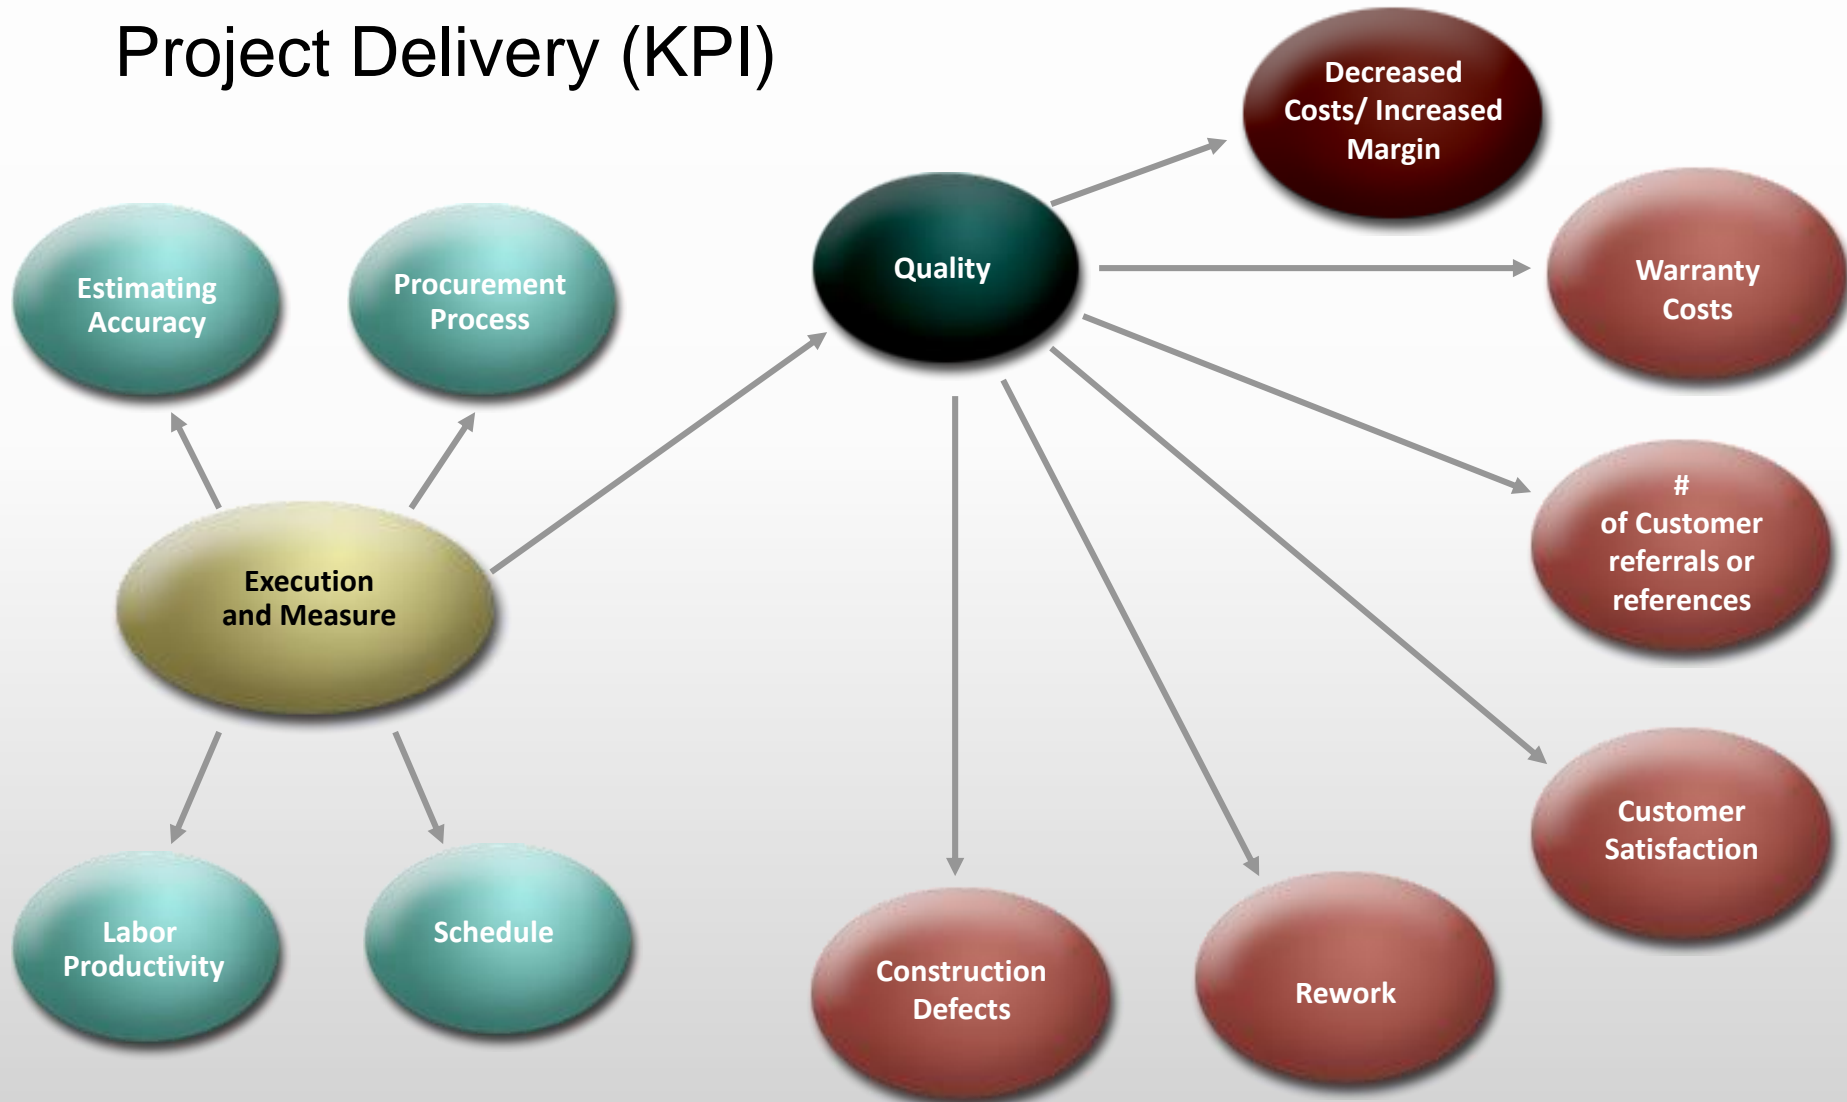 Project Delivery (KPI)
Decreased
Costs/ Increased
Margin
Quality
Warranty
Costs
Estimating
Accuracy
Procurement
Process
#
of Customer
referrals or
references
Execution
and Measure
Customer
Satisfaction
Labor
Productivity
Schedule
Construction
Defects
Rework